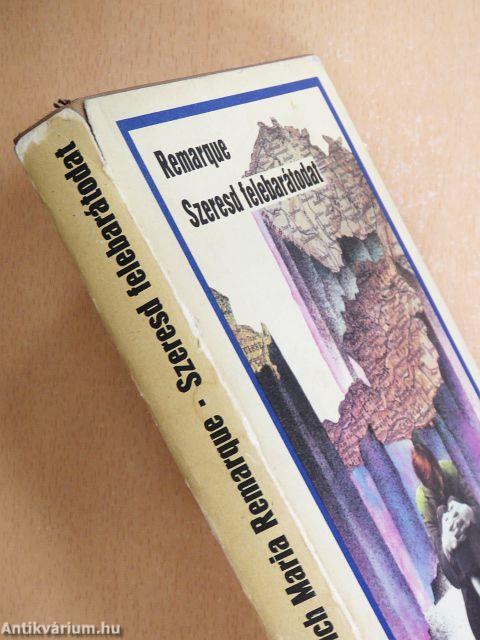 Remarque
Szeresd felebarátodat
ich Maria Remarque - Szeresd felebarátodat
Antikvárium.hu